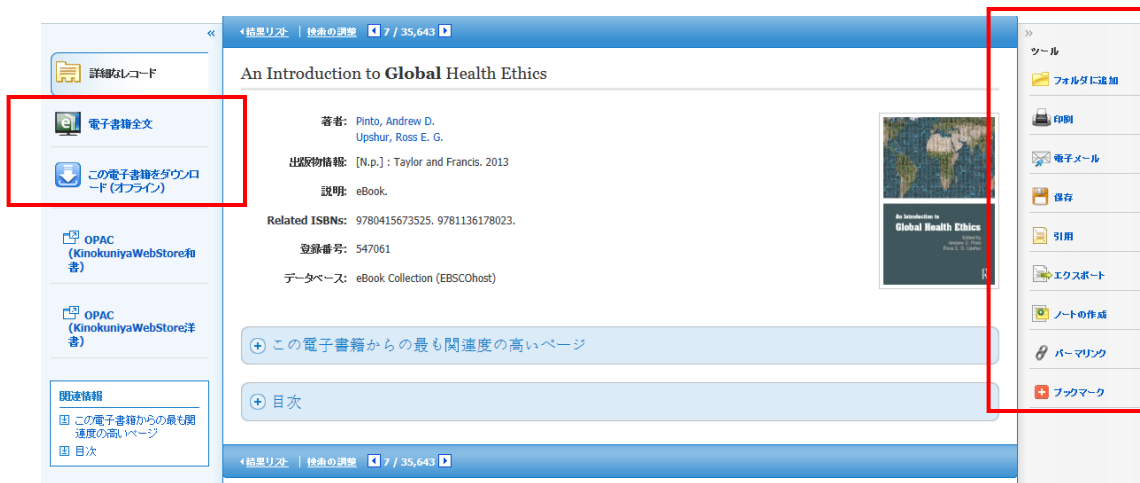 «
詳細なレコード
電子書籍全文
この電子書籍をダウンロ
ード (オフライン)
OPAC
(KinokuniyaWebStore和
書)
OPAC
(KinokuniyaWebStore洋
書)
関連情報
この電子書籍からの最も関
連度の高いページ
目次
結果リスト | 検索の調整 7 / 35,643
An Introduction to Global Health Ethics
著者: Pinto, Andrew D.
Upshur, Ross E. G.
出版物情報: [N.p.] : Taylor and Francis. 2013
説明: eBook.
Related ISBNs: 9780415673525. 9781136178023.
登録番号: 547061
データベース: eBook Collection (EBSCOhost)
An Introduction to
Global Health Ethics
Edited by
Andrew D. Pinto
Ross E. G. Upshur
この電子書籍からの最も関連度の高いページ
目次
結果リスト | 検索の調整 7 / 35,643
»
ツール
フォルダに追加
印刷
電子メール
保存
引用
エクスポート
ノートの作成
パーマリンク
ブックマーク